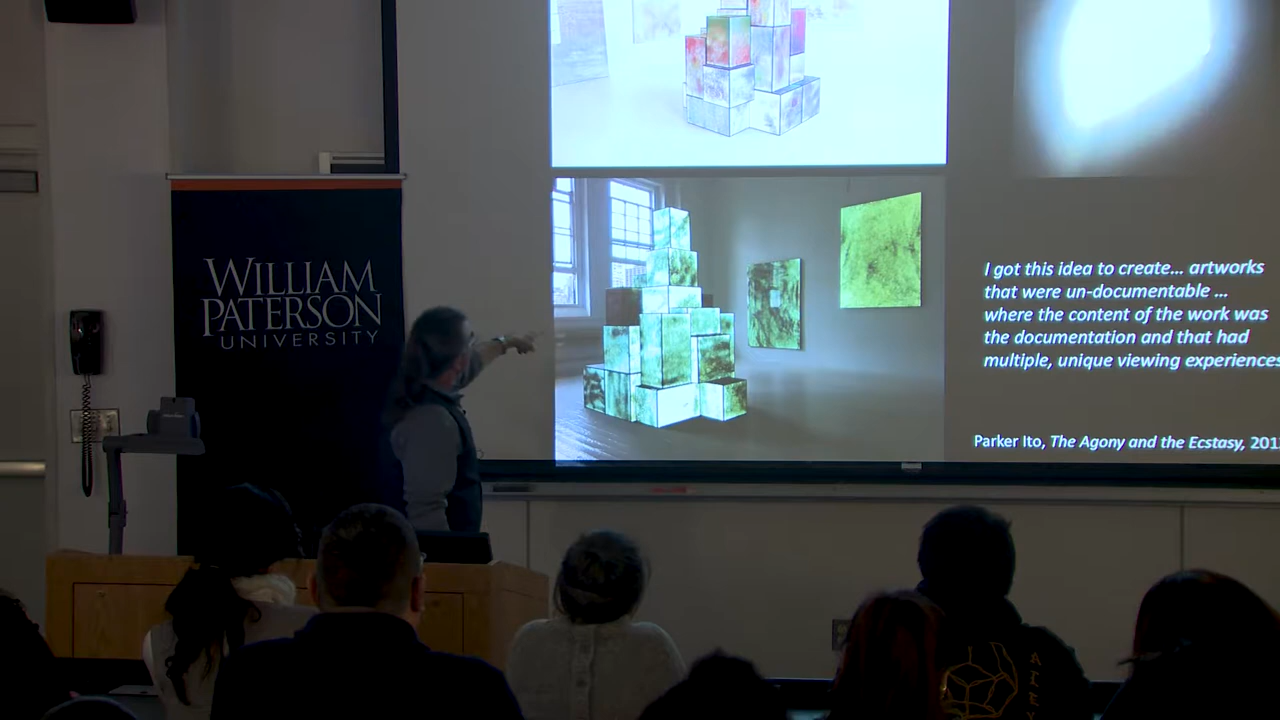 WILLIAM
PATERSON
UNIVERSITY
I got this idea to create... artworks
that were un-documentable ...
where the content of the work was
the documentation and that had
multiple, unique viewing experiences
Parker Ito, The Agony and the Ecstasy, 201